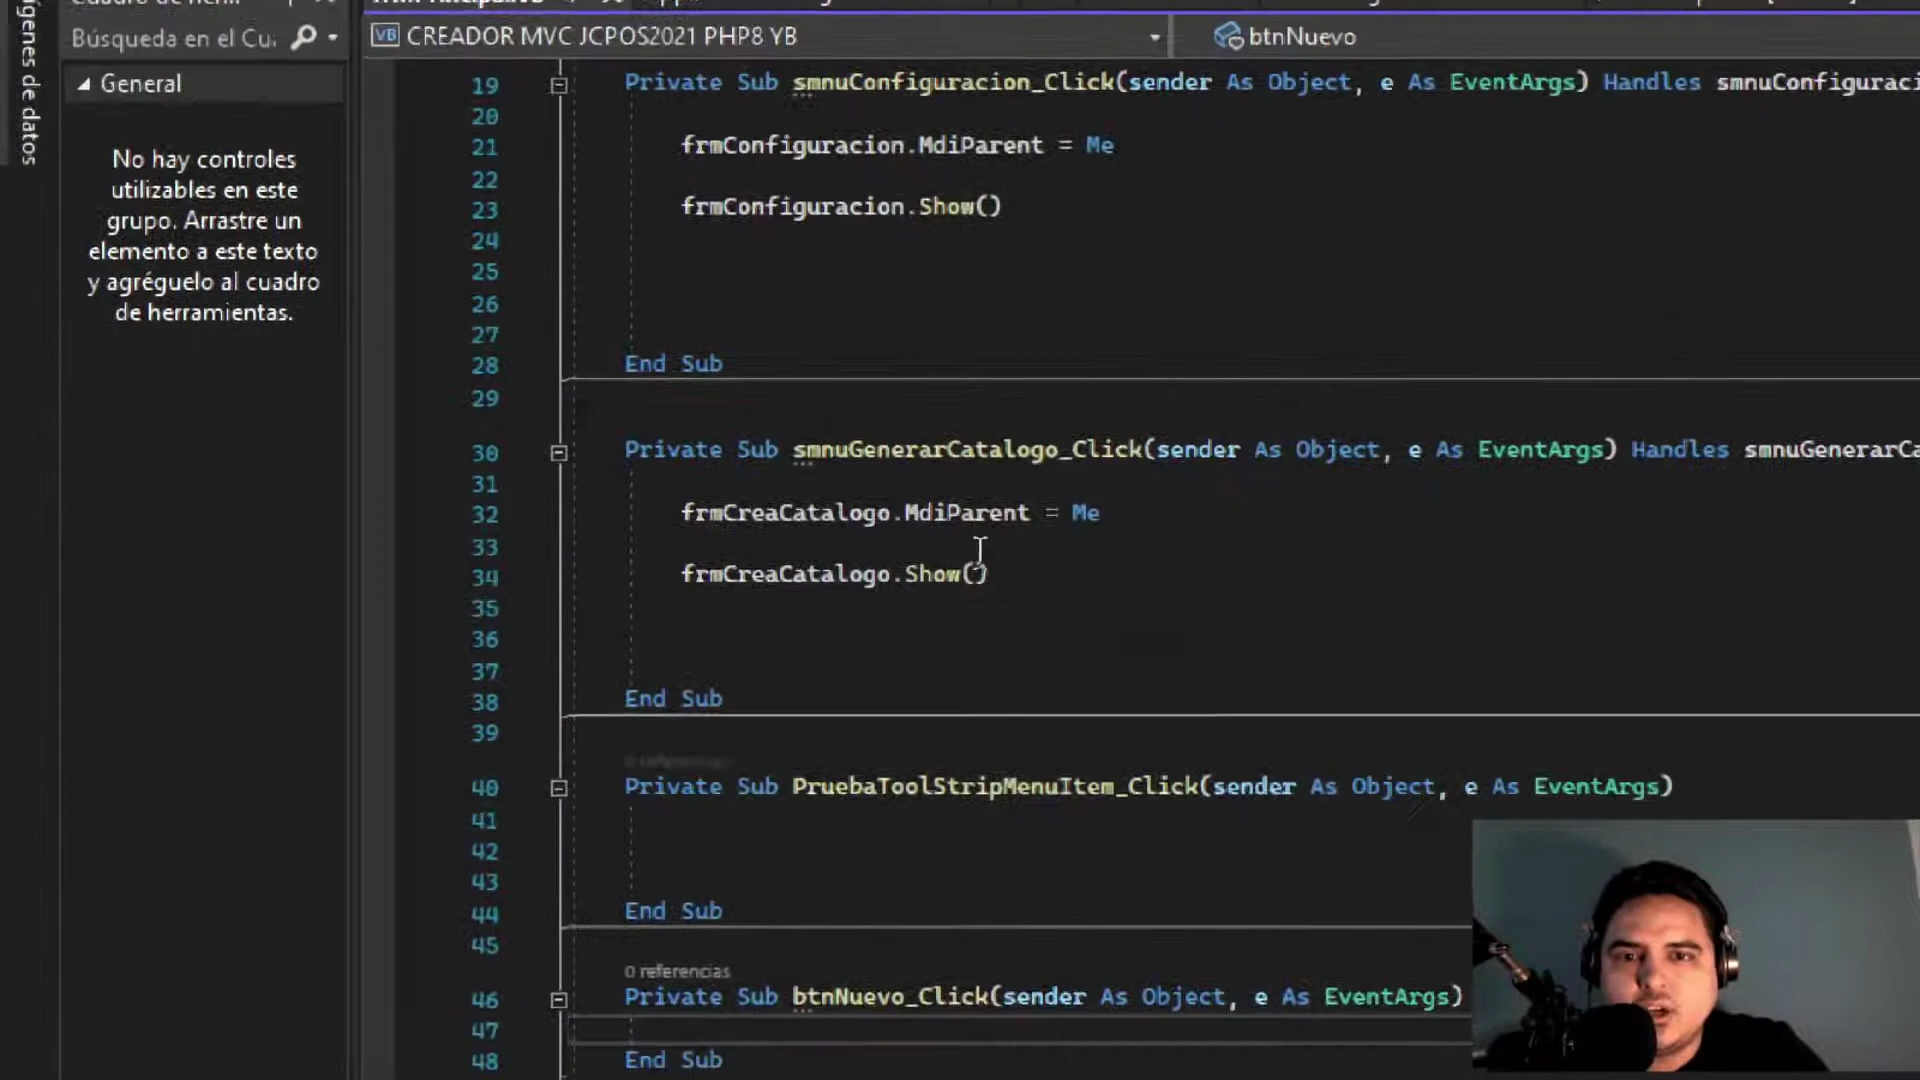 Búsqueda en el Cu
General
No hay controles
utilizables en este
grupo. Arrastre un
elemento a este texto
y agréguelo al cuadro
de herramientas.
CREADOR MVC JCPOS2021 PHP8 YB
btnNuevo
19 Private Sub smnuConfiguracion_Click(sender As Object, e As EventArgs) Handles smnuConfiguraci
20
21 frmConfiguracion.MdiParent = Me
22
23 frmConfiguracion.Show()
24
25
26
27
28 End Sub
29
30 Private Sub smnuGenerarCatalogo_Click(sender As Object, e As EventArgs) Handles smnuGenerarCa
31
32 frmCreaCatalogo.MdiParent = Me
33
34 frmCreaCatalogo.Show()
35
36
37
38 End Sub
39
0 referencias
40 Private Sub PruebaToolStripMenuItem_Click(sender As Object, e As EventArgs)
41
42
43
44 End Sub
45
0 referencias
46 Private Sub btnNuevo_Click(sender As Object, e As EventArgs)
47
48 End Sub
ígenes de datos